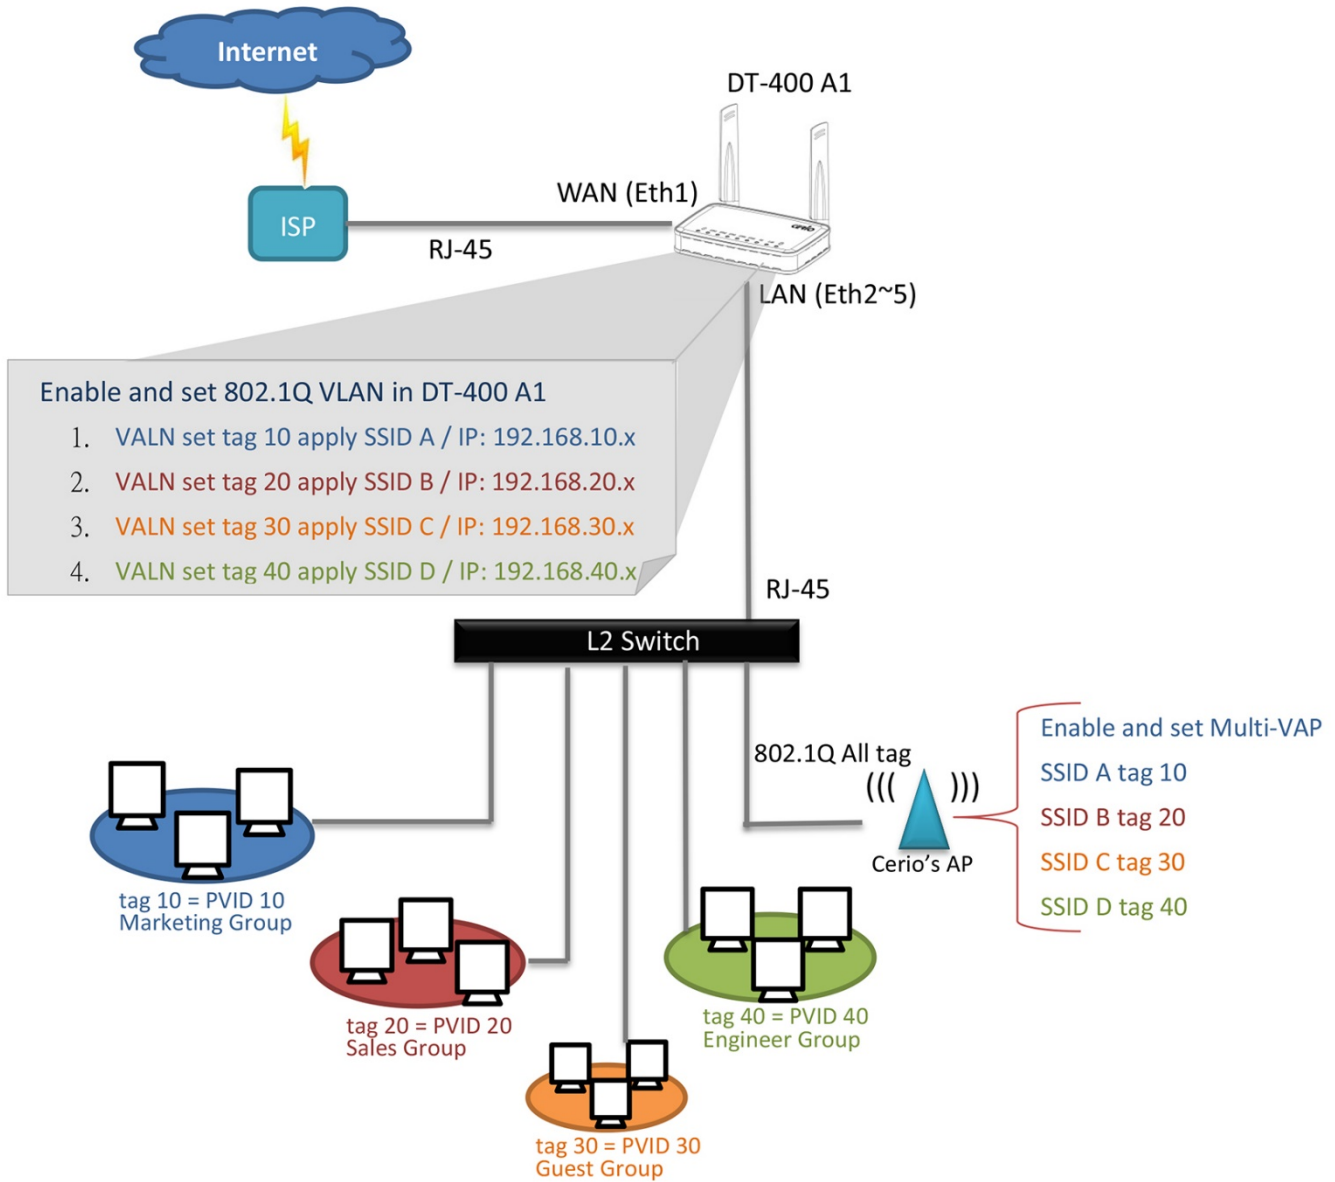 Internet
DT-400 A1
WAN (Eth1)
ISP
RJ-45
cerio
LAN (Eth2~5)
Enable and set 802.1Q VLAN in DT-400 A1
1. VALN set tag 10 apply SSID A / IP: 192.168.10.x
2. VALN set tag 20 apply SSID B / IP: 192.168.20.x
3. VALN set tag 30 apply SSID C / IP: 192.168.30.x
4. VALN set tag 40 apply SSID D / IP: 192.168.40.x
RJ-45
L2 Switch
802.1Q All tag
((( )))
Cerio's AP
Enable and set Multi-VAP
SSID A tag 10
SSID B tag 20
SSID C tag 30
SSID D tag 40
tag 10 = PVID 10
Marketing Group
tag 20 = PVID 20
Sales Group
tag 40 = PVID 40
Engineer Group
tag 30 = PVID 30
Guest Group